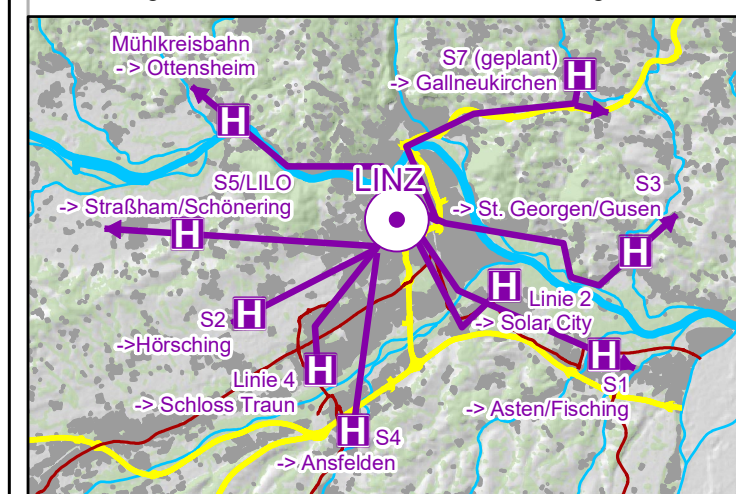 Mühlkreisbahn
-> Ottensheim
H
S7 (geplant)
-> Gallneukirchen
H
S5/LILO
-> Straßham/Schönering
H
LINZ
S3
-> St. Georgen/Gusen
H
S2
->Hörsching
H
Linie 2
-> Solar City
H
Linie 4
-> Schloss Traun
H
S1
-> Asten/Fisching
H
S4
-> Ansfelden
H